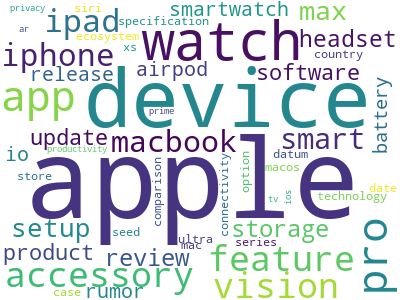 privacy siri smartwatch max
ipad specification
ar ecosystem watch headset
iphone xs country
release airpod software
app device prime battery
update macbook smart
io productivity comparison connectivity datum macos
store apple option date
technology
tv ios
setup seed storage
ultra series
product mac review feature pro
accessory vision
case rumor